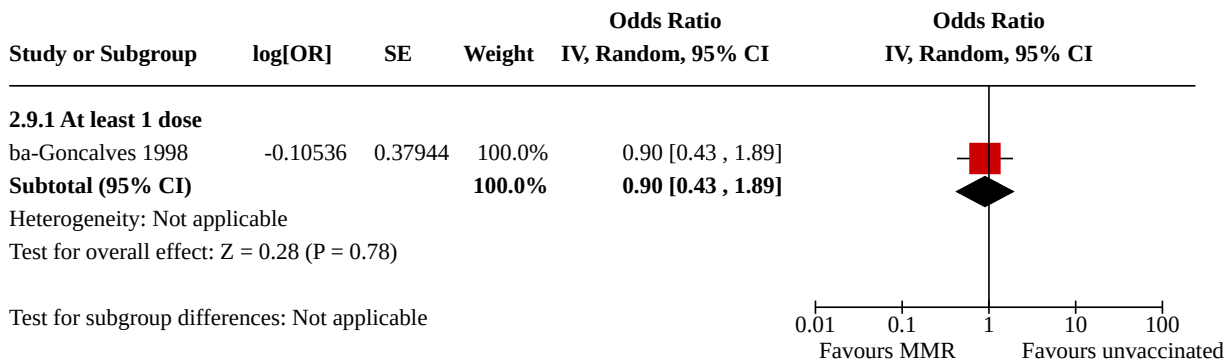 Odds Ratio Odds Ratio
Study or Subgroup log[OR] SE Weight IV, Random, 95% CI IV, Random, 95% CI
2.9.1 At least 1 dose
ba-Goncalves 1998 -0.10536 0.37944 100.0% 0.90 [0.43 , 1.89]
Subtotal (95% CI) 100.0% 0.90 [0.43 , 1.89]
Heterogeneity: Not applicable
Test for overall effect: Z = 0.28 (P = 0.78)
Test for subgroup differences: Not applicable
0.01 0.1 1 10 100
Favours MMR Favours unvaccinated